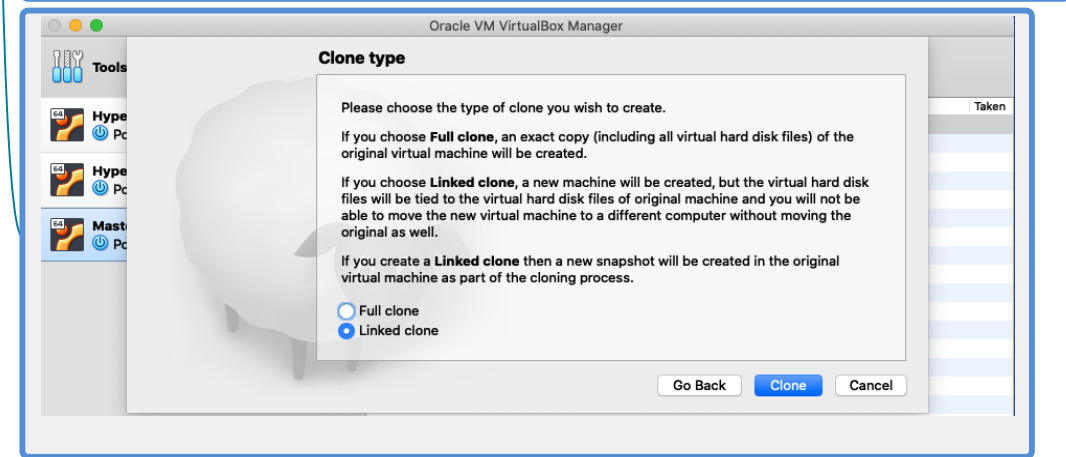 Oracle VM VirtualBox Manager
Tools
Clone type
Please choose the type of clone you wish to create.
If you choose Full clone, an exact copy (including all virtual hard disk files) of the
original virtual machine will be created.
If you choose Linked clone, a new machine will be created, but the virtual hard disk
files will be tied to the virtual hard disk files of original machine and you will not be
able to move the new virtual machine to a different computer without moving the
original as well.
If you create a Linked clone then a new snapshot will be created in the original
virtual machine as part of the cloning process.
Full clone
Linked clone
Go Back Clone Cancel
Taken
64 Hype
Po
64 Hype
Po
64 Mast
Po